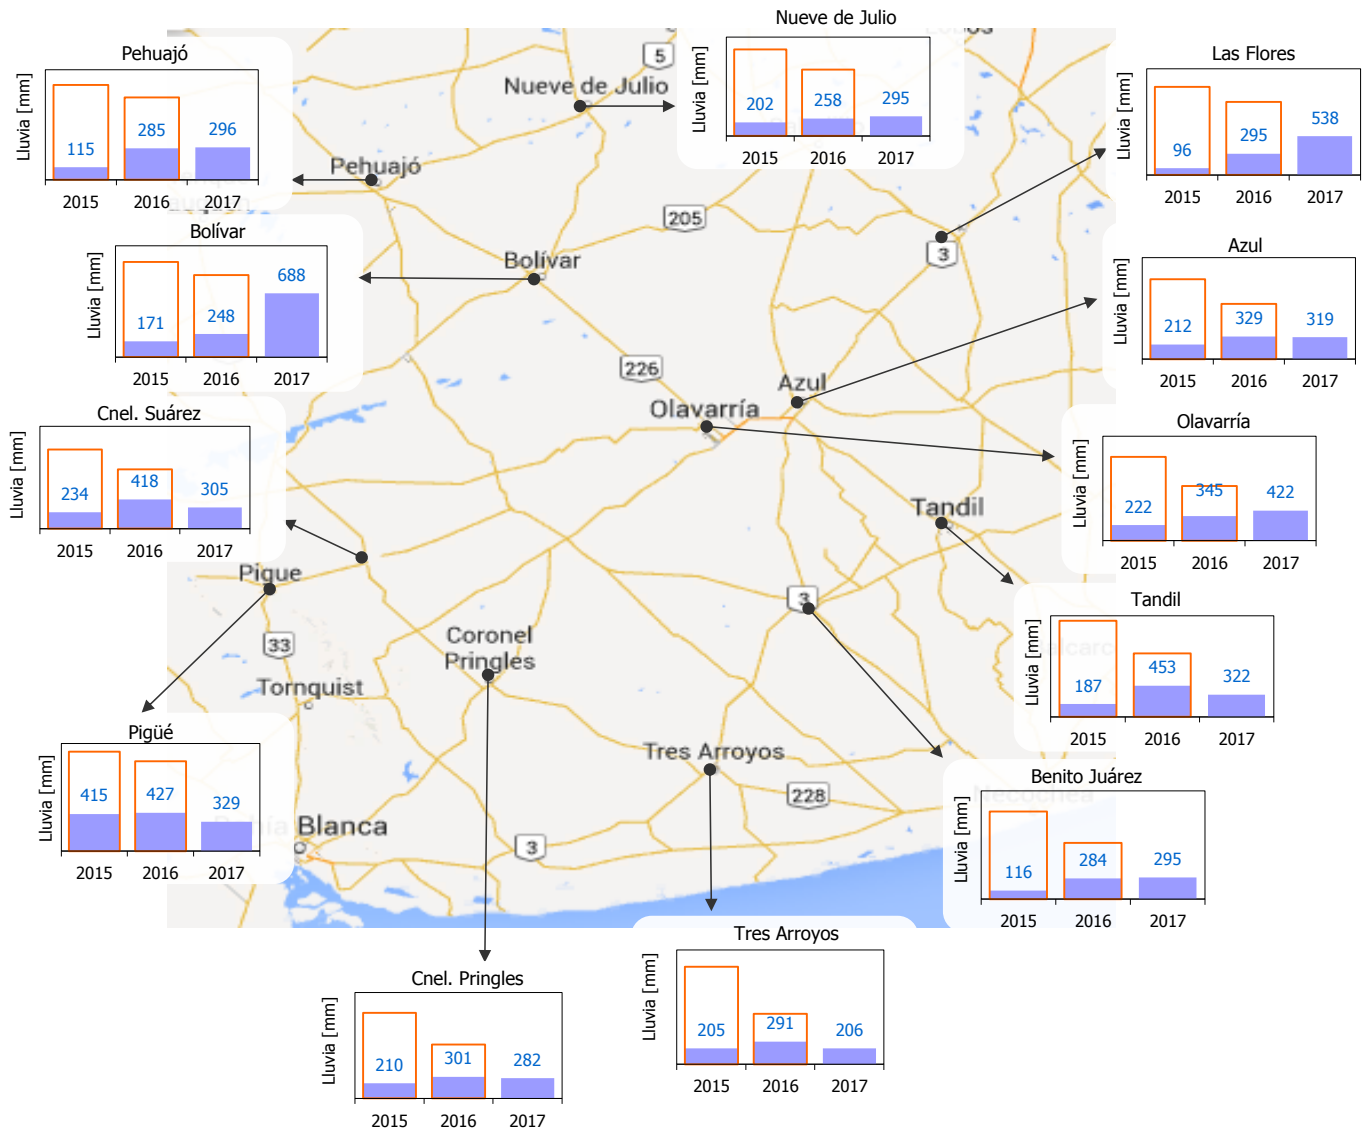 Nueve de Julio
Lluvia [mm]
202
258
295
2015
2016
2017
Pehuajó
Lluvia [mm]
115
285
296
2015
2016
2017
Las Flores
Lluvia [mm]
96
295
538
2015
2016
2017
5
Nueve de Julio
Pehuajó
205
3
Bolívar
Bolívar
Lluvia [mm]
171
248
688
2015
2016
2017
Azul
Lluvia [mm]
212
329
319
2015
2016
2017
226
Azul
Olavarría
Cnel. Suárez
Lluvia [mm]
234
418
305
2015
2016
2017
Olavarría
Lluvia [mm]
222
345
422
2015
2016
2017
Tandil
Pigue
3
33
Coronel
Pringles
Tornquist
Tandil
Lluvia [mm]
187
453
322
2015
2016
2017
Pigüé
Lluvia [mm]
415
427
329
2015
2016
2017
Tres Arroyos
228
3
Bahía Blanca
Necochea
Benito Juárez
Lluvia [mm]
116
284
295
2015
2016
2017
Cnel. Pringles
Lluvia [mm]
210
301
282
2015
2016
2017
Tres Arroyos
Lluvia [mm]
205
291
206
2015
2016
2017